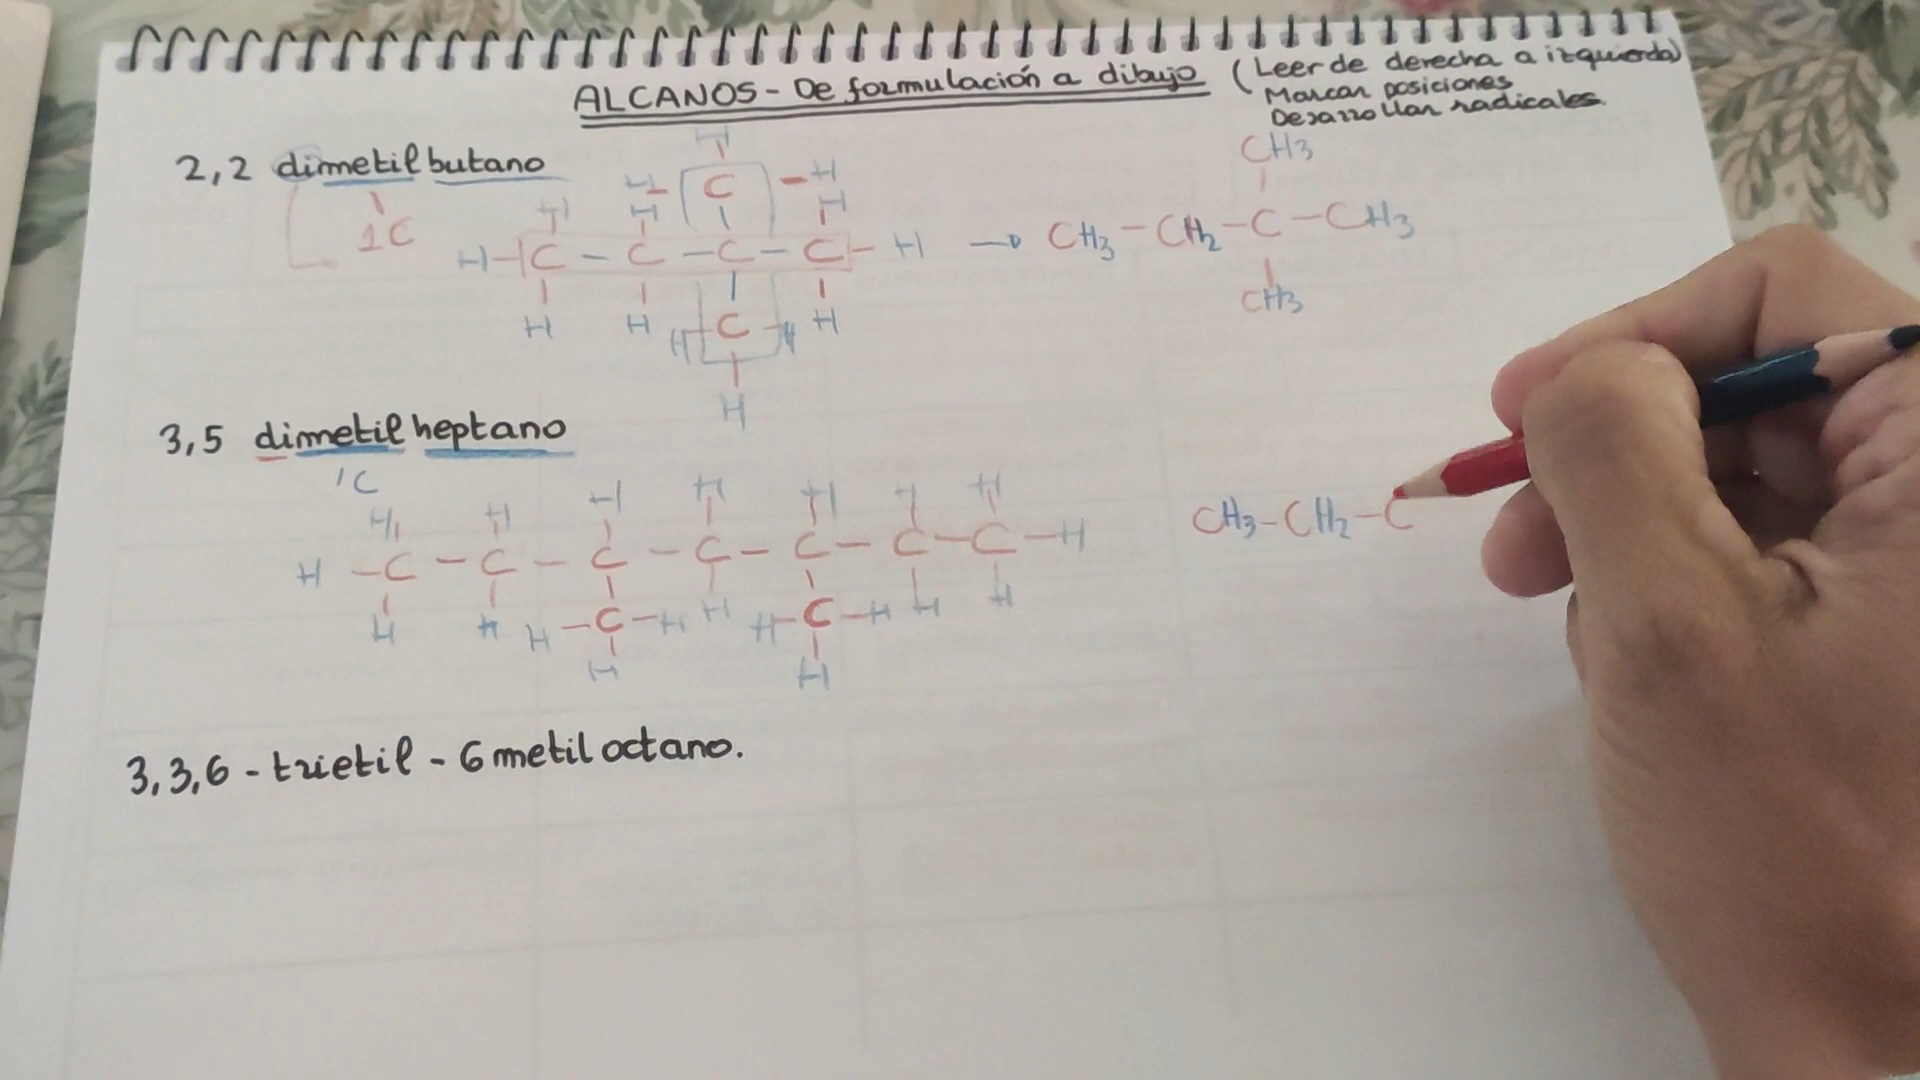 ALCANOS - De formulación a dibujo (Leer de derecha a izquierda)
Marcar posiciones
Desarrollar radicales.
2,2 dimetil butano
1C
H H H
H C H
H H H
H - C - C - C - C - H → CH3 - CH2 - C - CH3
CH3
CH3
H H H C H H
H
3,5 dimetil heptano
1C
H H H H H H H
H - C - C - C - C - C - C - C - H
CH3 - CH2 - C
H H H - C - H H H - C - H H H
H H
3,3,6 - trietil - 6 metil octano.